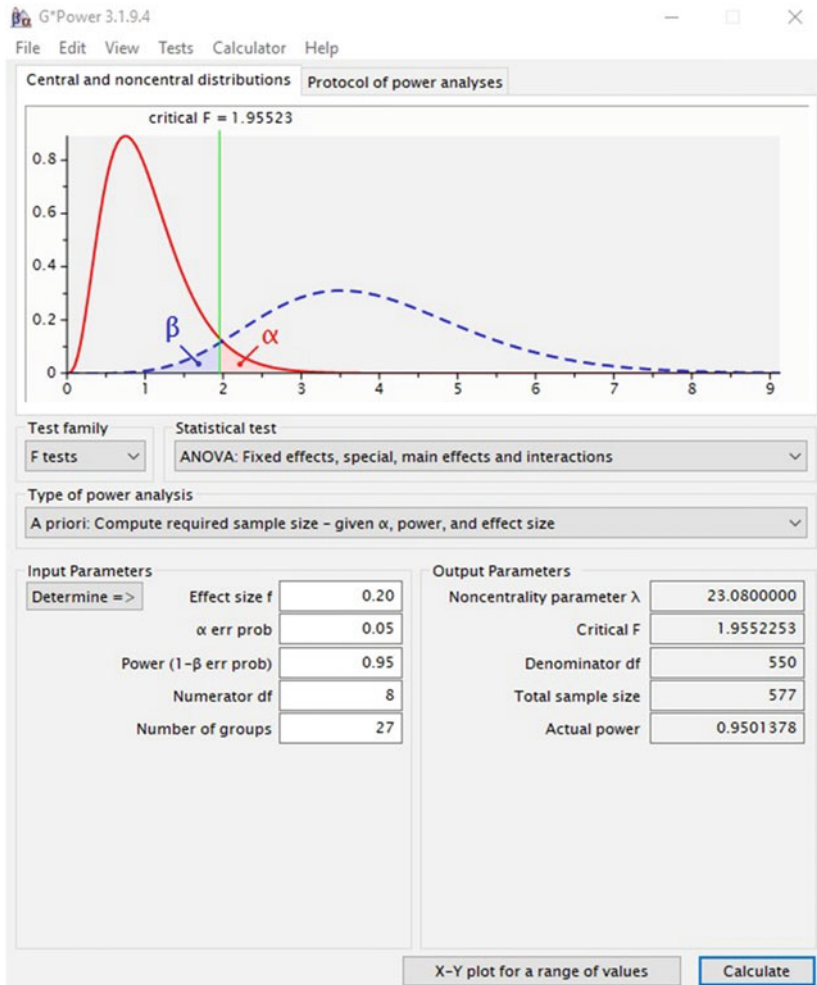 βα G*Power 3.1.9.4
File Edit View Tests Calculator Help
Central and noncentral distributions Protocol of power analyses
critical F = 1.95523
0.8
0.6
0.4
0.2
0
β
α
0 1 2 3 4 5 6 7 8 9
Test family Statistical test
F tests ANOVA: Fixed effects, special, main effects and interactions
Type of power analysis
A priori: Compute required sample size – given α, power, and effect size
Input Parameters Output Parameters
Determine => Effect size f 0.20 Noncentrality parameter λ 23.0800000
α err prob 0.05 Critical F 1.9552253
Power (1-β err prob) 0.95 Denominator df 550
Numerator df 8 Total sample size 577
Number of groups 27 Actual power 0.9501378
X-Y plot for a range of values Calculate